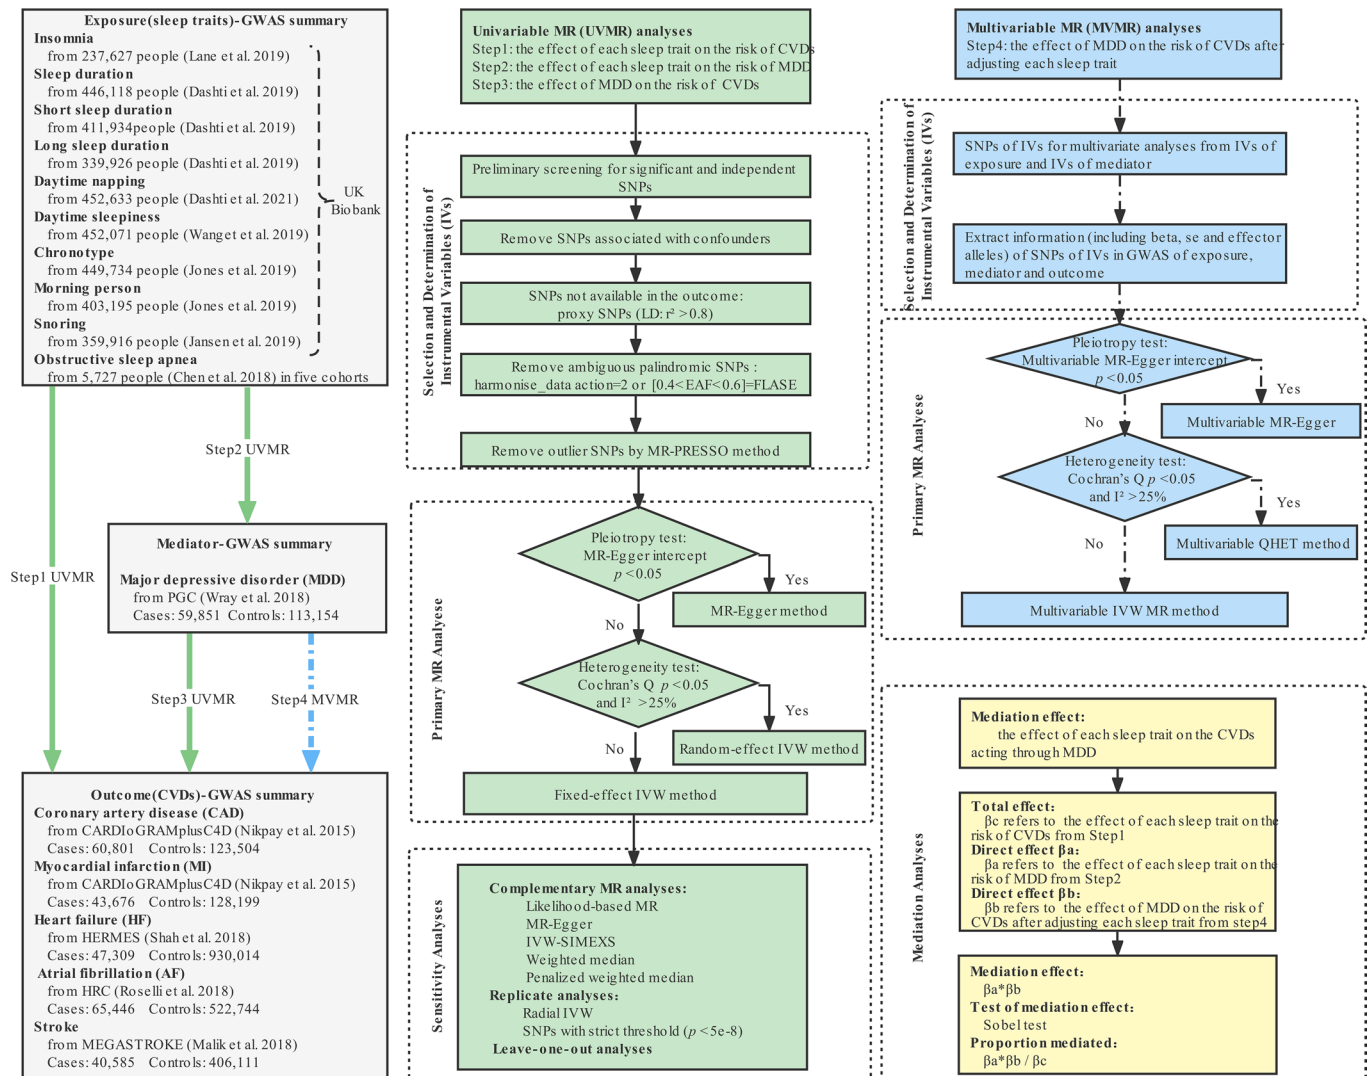 Exposure(sleep traits)-GWAS summary
Insomnia
from 237,627 people (Lane et al. 2019)
Sleep duration
from 446,118 people (Dashti et al. 2019)
Short sleep duration
from 411,934people (Dashti et al. 2019)
Long sleep duration
from 339,926 people (Dashti et al. 2019)
Daytime napping
from 452,633 people (Dashti et al. 2021)
Daytime sleepiness
from 452,071 people (Wanget et al. 2019)
Chronotype
from 449,734 people (Jones et al. 2019)
Morning person
from 403,195 people (Jones et al. 2019)
Snoring
from 359,916 people (Jansen et al. 2019)
Obstructive sleep apnea
from 5,727 people (Chen et al. 2018) in five cohorts
UK
Biobank
Step2 UVMR
Step1 UVMR
Mediator-GWAS summary
Major depressive disorder (MDD)
from PGC (Wray et al. 2018)
Cases: 59,851 Controls: 113,154
Step3 UVMR
Step4 MVMR
Outcome(CVDs)-GWAS summary
Coronary artery disease (CAD)
from CARDIoGRAMplusC4D (Nikpay et al. 2015)
Cases: 60,801 Controls: 123,504
Myocardial infarction (MI)
from CARDIoGRAMplusC4D (Nikpay et al. 2015)
Cases: 43,676 Controls: 128,199
Heart failure (HF)
from HERMES (Shah et al. 2018)
Cases: 47,309 Controls: 930,014
Atrial fibrillation (AF)
from HRC (Roselli et al. 2018)
Cases: 65,446 Controls: 522,744
Stroke
from MEGASTROKE (Malik et al. 2018)
Cases: 40,585 Controls: 406,111
Univariable MR (UVMR) analyses
Step1: the effect of each sleep trait on the risk of CVDs
Step2: the effect of each sleep trait on the risk of MDD
Step3: the effect of MDD on the risk of CVDs
Selection and Determination of
Instrumental Variables (IVs)
Preliminary screening for significant and independent
SNPs
Remove SNPs associated with confounders
SNPs not available in the outcome:
proxy SNPs (LD: r² >0.8)
Remove ambiguous palindromic SNPs :
harmonise_data action=2 or [0.4<EAF<0.6]=FLASE
Remove outlier SNPs by MR-PRESSO method
Primary MR Analyese
Pleiotropy test:
MR-Egger intercept
p <0.05
Yes
MR-Egger method
No
Heterogeneity test:
Cochran's Q p <0.05
and I² >25%
Yes
Random-effect IVW method
No
Fixed-effect IVW method
Sensitivity Analyses
Complementary MR analyses:
Likelihood-based MR
MR-Egger
IVW-SIMEXS
Weighted median
Penalized weighted median
Replicate analyses:
Radial IVW
SNPs with strict threshold (p <5e-8)
Leave-one-out analyses
Multivariable MR (MVMR) analyses
Step4: the effect of MDD on the risk of CVDs after
adjusting each sleep trait
Selection and Determination of
Instrumental Variables (IVs)
SNPs of IVs for multivariate analyses from IVs of
exposure and IVs of mediator
Extract information (including beta, se and effector
alleles) of SNPs of IVs in GWAS of exposure,
mediator and outcome
Primary MR Analyese
Pleiotropy test:
Multivariable MR-Egger intercept
p <0.05
Yes
Multivariable MR-Egger
No
Heterogeneity test:
Cochran's Q p <0.05
and I² >25%
Yes
Multivariable QHET method
No
Multivariable IVW MR method
Mediation Analyses
Mediation effect:
the effect of each sleep trait on the CVDs
acting through MDD
Total effect:
βc refers to the effect of each sleep trait on the
risk of CVDs from Step1
Direct effect βa:
βa refers to the effect of each sleep trait on the
risk of MDD from Step2
Direct effect βb:
βb refers to the effect of MDD on the risk of
CVDs after adjusting each sleep trait from step4
Mediation effect:
βa*βb
Test of mediation effect:
Sobel test
Proportion mediated:
βa*βb / βc